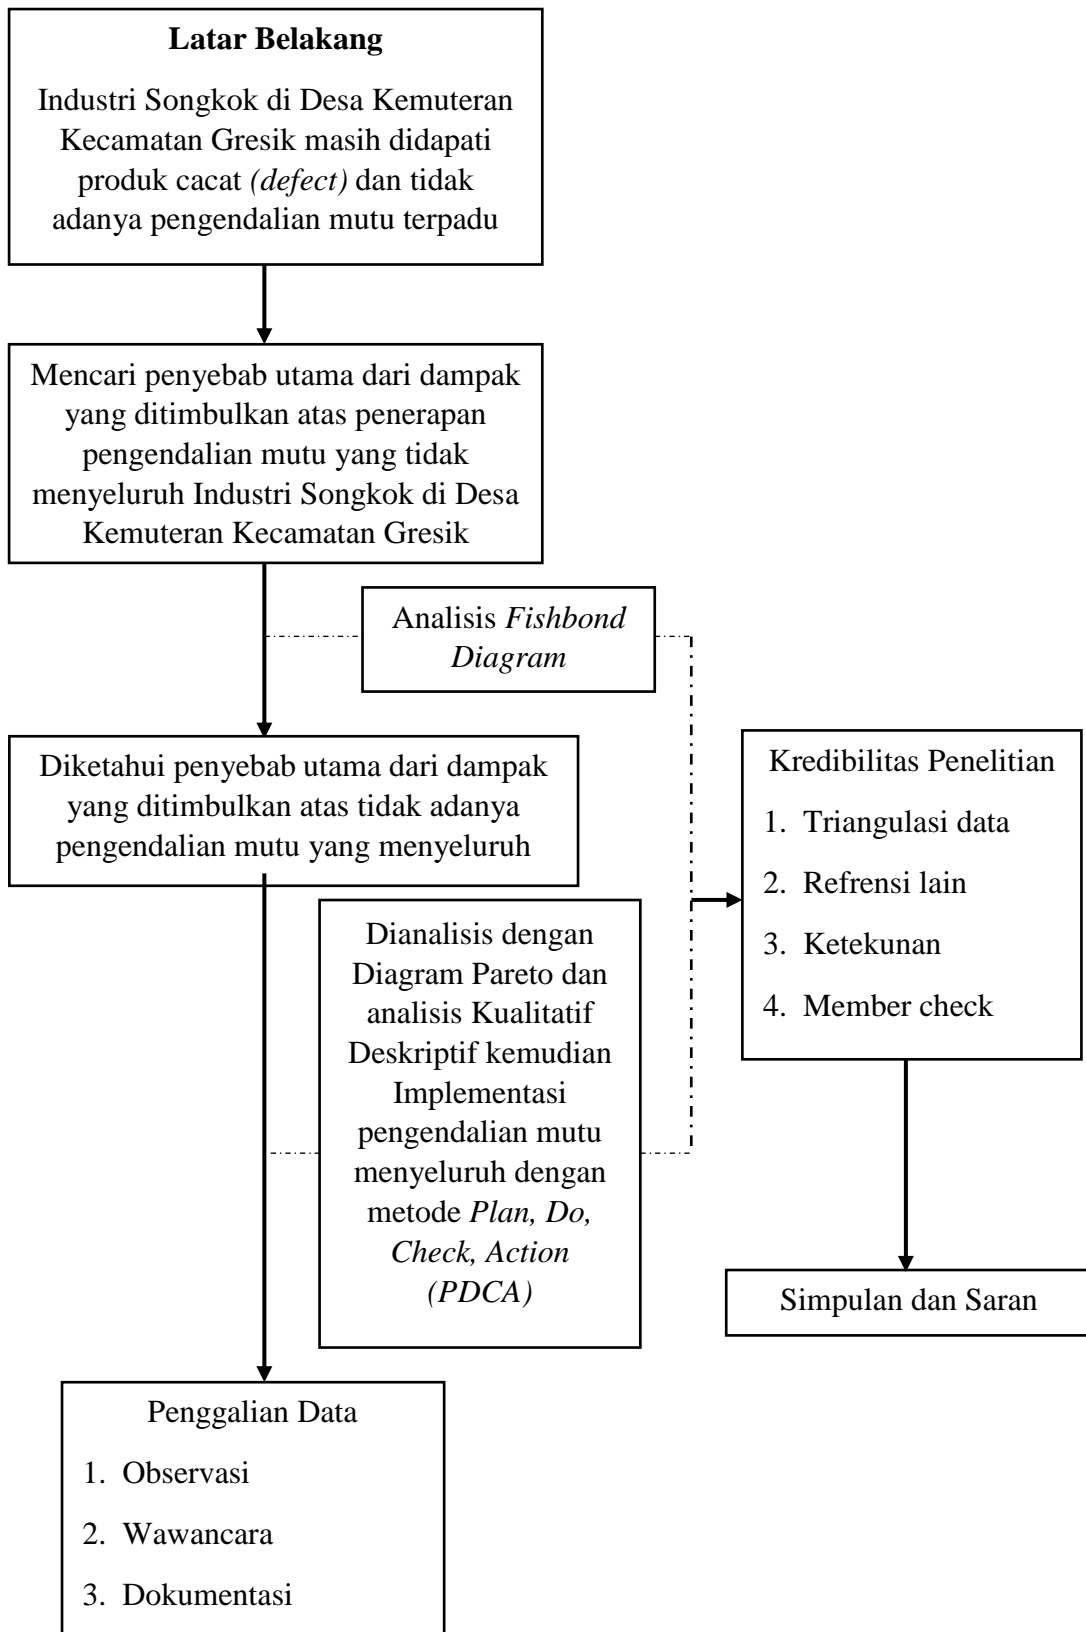 Latar Belakang
Industri Songkok di Desa Kemuteran
Kecamatan Gresik masih didapati
produk cacat (defect) dan tidak
adanya pengendalian mutu terpadu
Mencari penyebab utama dari dampak
yang ditimbulkan atas penerapan
pengendalian mutu yang tidak
menyeluruh Industri Songkok di Desa
Kemuteran Kecamatan Gresik
Analisis Fishbond
Diagram
Diketahui penyebab utama dari dampak
yang ditimbulkan atas tidak adanya
pengendalian mutu yang menyeluruh
Dianalisis dengan
Diagram Pareto dan
analisis Kualitatif
Deskriptif kemudian
Implementasi
pengendalian mutu
menyeluruh dengan
metode Plan, Do,
Check, Action
(PDCA)
Kredibilitas Penelitian
1. Triangulasi data
2. Refrensi lain
3. Ketekunan
4. Member check
Simpulan dan Saran
Penggalian Data
1. Observasi
2. Wawancara
3. Dokumentasi